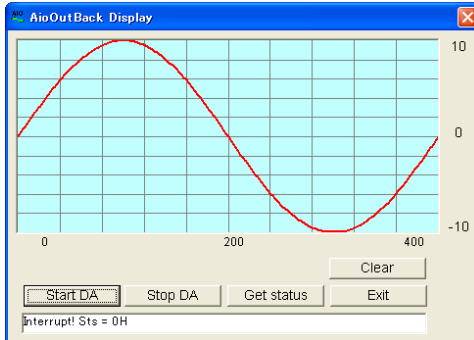 AIO AioOutBack Display
10
0
-10
0 200 400
Clear
Start DA Stop DA Get status Exit
Interrupt! Sts = 0H